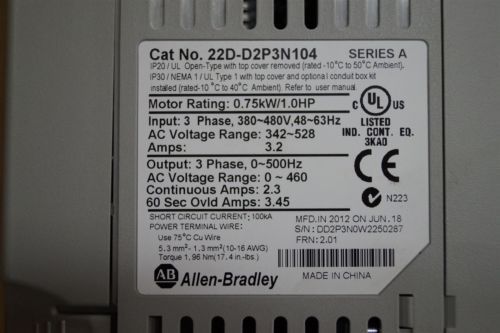 Cat No. 22D-D2P3N104 SERIES A
IP20 / UL Open-Type with top cover removed (rated -10°C to 50°C Ambient).
IP30 / NEMA 1 / UL Type 1 with top cover and optional conduit box kit
installed (rated-10 °C to 40°C Ambient). Refer to user manual
Motor Rating: 0.75kW/1.0HP
Input: 3 Phase, 380~480V,48~63Hz
AC Voltage Range: 342~528
Amps: 3.2
Output: 3 Phase, 0~500Hz
AC Voltage Range: 0 ~ 460
Continuous Amps: 2.3
60 Sec Ovld Amps: 3.45
C UL US
LISTED
IND. CONT. EQ.
3KA0
C N223
SHORT CIRCUIT CURRENT: 100kA
POWER TERMINAL WIRE:
Use 75°C Cu Wire
5.3 mm²- 1.3 mm²(10-16 AWG)
Torque 1.96 Nm(17.4 in.-lbs.)
MFD.IN 2012 ON JUN.18
S/N: DD2P3N0W2250287
FRN: 2.01
AB Allen-Bradley
MADE IN CHINA